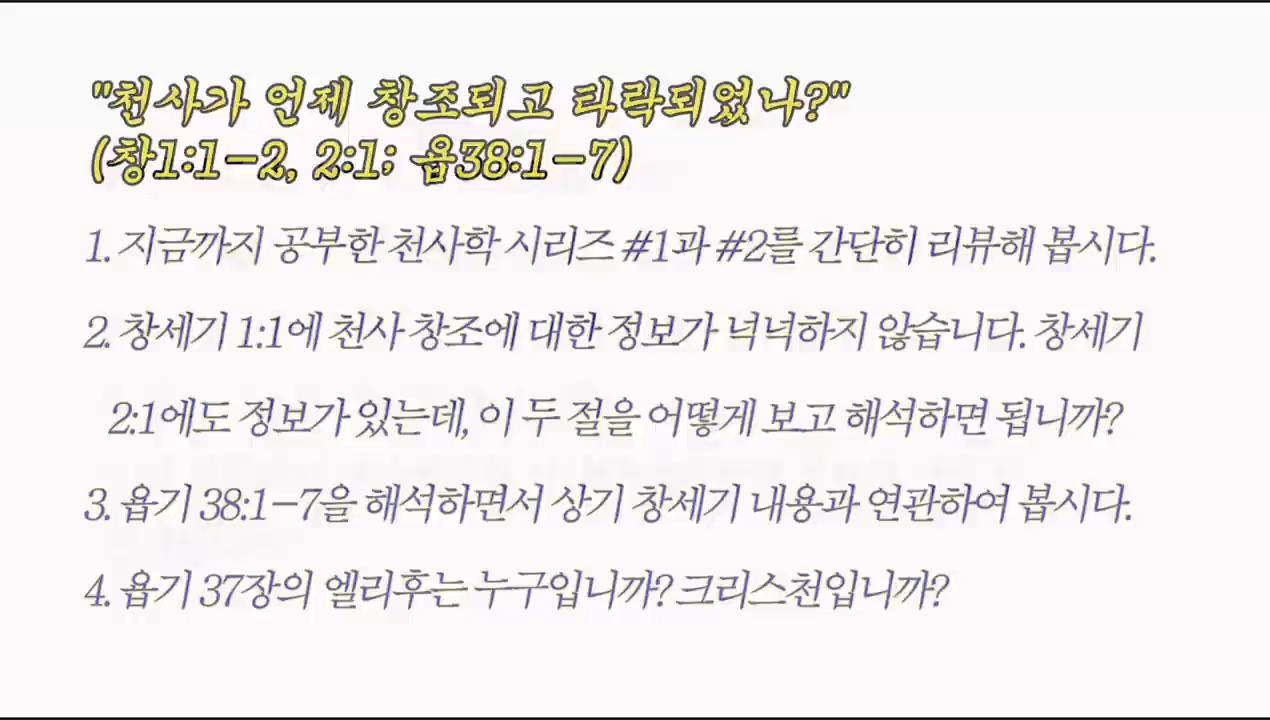 "천사가 언제 창조되고 타락되었나?"
(창1:1-2, 2:1; 욥38:1-7)
1. 지금까지 공부한 천사학 시리즈 #1과 #2를 간단히 리뷰해 봅시다.
2. 창세기 1:1에 천사 창조에 대한 정보가 넉넉하지 않습니다. 창세기
2:1에도 정보가 있는데, 이 두 절을 어떻게 보고 해석하면 됩니까?
3. 욥기 38:1-7을 해석하면서 상기 창세기 내용과 연관하여 봅시다.
4. 욥기 37장의 엘리후는 누구입니까? 크리스천입니까?